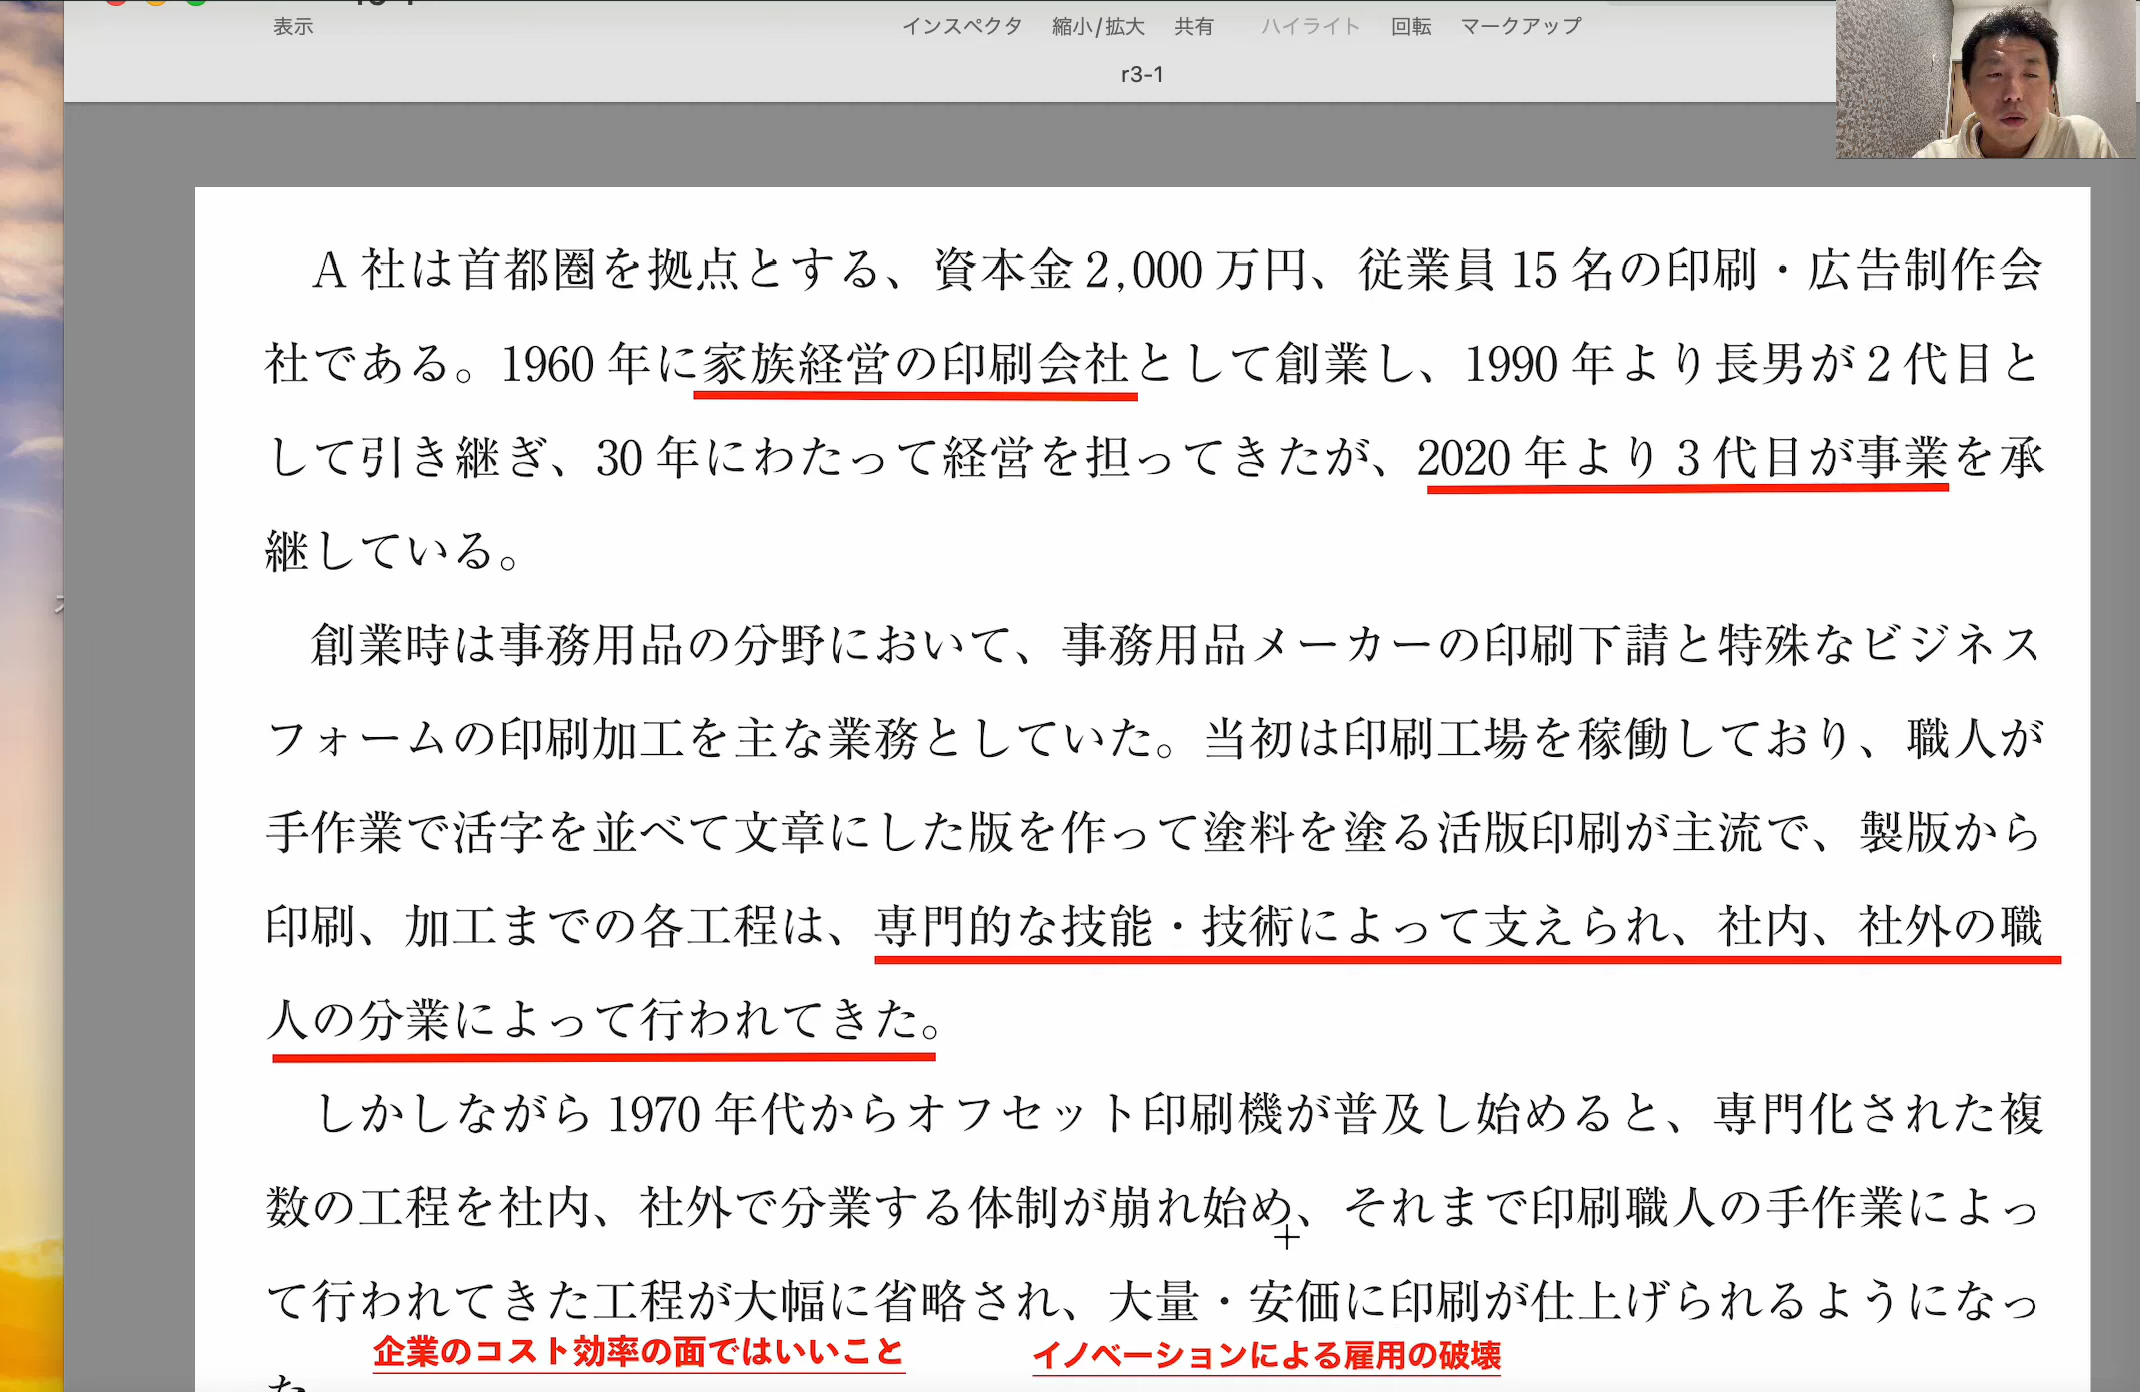 表示
インスペクタ 縮小/拡大 共有 ハイライト 回転 マークアップ
r3-1
A社は首都圏を拠点とする、資本金2,000万円、従業員15名の印刷・広告制作会
社である。1960年に家族経営の印刷会社として創業し、1990年より長男が2代目と
して引き継ぎ、30年にわたって経営を担ってきたが、2020年より3代目が事業を承
継している。
創業時は事務用品の分野において、事務用品メーカーの印刷下請と特殊なビジネス
フォームの印刷加工を主な業務としていた。当初は印刷工場を稼働しており、職人が
手作業で活字を並べて文章にした版を作って塗料を塗る活版印刷が主流で、製版から
印刷、加工までの各工程は、専門的な技能・技術によって支えられ、社内、社外の職
人の分業によって行われてきた。
しかしながら1970年代からオフセット印刷機が普及し始めると、専門化された複
数の工程を社内、社外で分業する体制が崩れ始め、それまで印刷職人の手作業によっ
て行われてきた工程が大幅に省略され、大量・安価に印刷が仕上げられるようになっ
企業のコスト効率の面ではいいこと イノベーションによる雇用の破壊